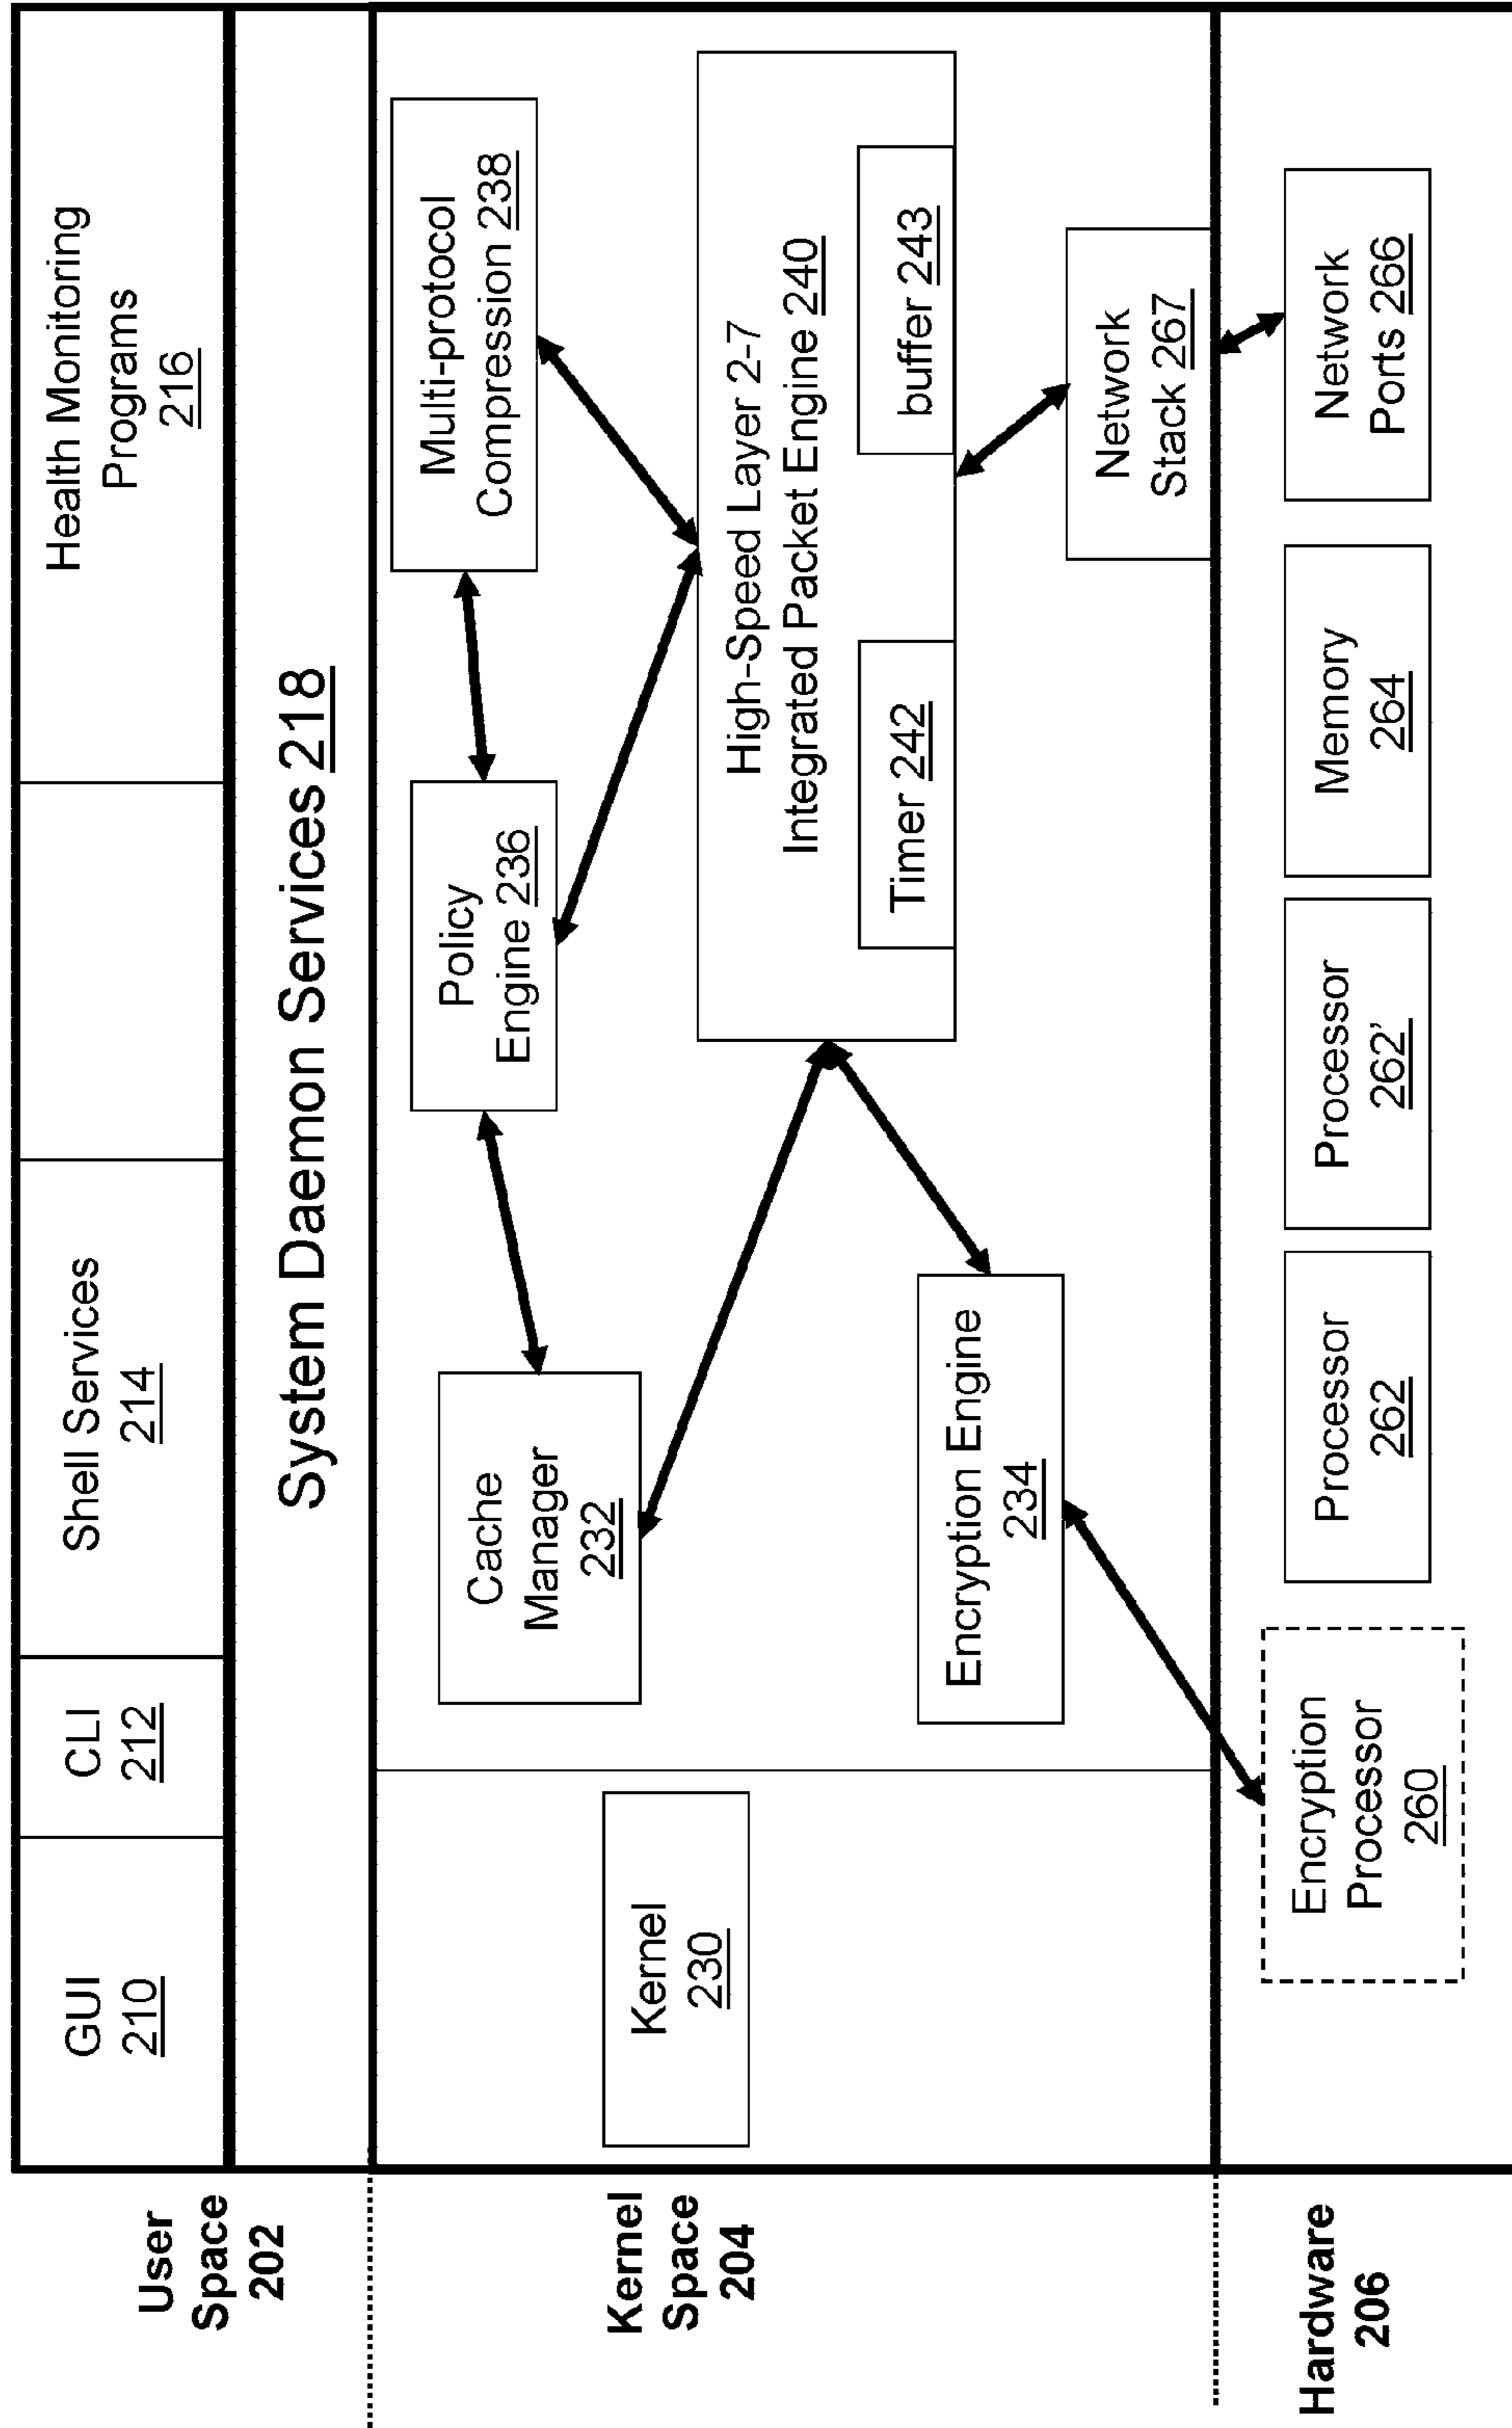 User
Space
202
GUI
210
CLI
212
Shell Services
214
Health Monitoring
Programs
216
System Daemon Services 218
Kernel
Space
204
Kernel
230
Cache
Manager
232
Policy
Engine 236
Multi-protocol
Compression 238
High-Speed Layer 2-7
Integrated Packet Engine 240
Timer 242
buffer 243
Encryption Engine
234
Network
Stack 267
Hardware
206
Encryption
Processor
260
Processor
262
Processor
262’
Memory
264
Network
Ports 266